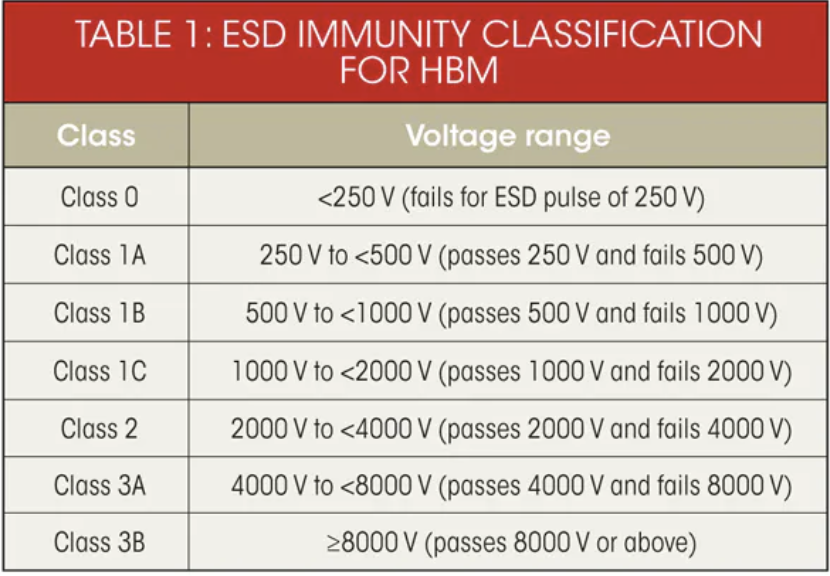 TABLE 1: ESD IMMUNITY CLASSIFICATION
FOR HBM
Class Voltage range
Class 0 <250 V (fails for ESD pulse of 250 V)
Class 1A 250 V to <500 V (passes 250 V and fails 500 V)
Class 1B 500 V to <1000 V (passes 500 V and fails 1000 V)
Class 1C 1000 V to <2000 V (passes 1000 V and fails 2000 V)
Class 2 2000 V to <4000 V (passes 2000 V and fails 4000 V)
Class 3A 4000 V to <8000 V (passes 4000 V and fails 8000 V)
Class 3B ≥8000 V (passes 8000 V or above)